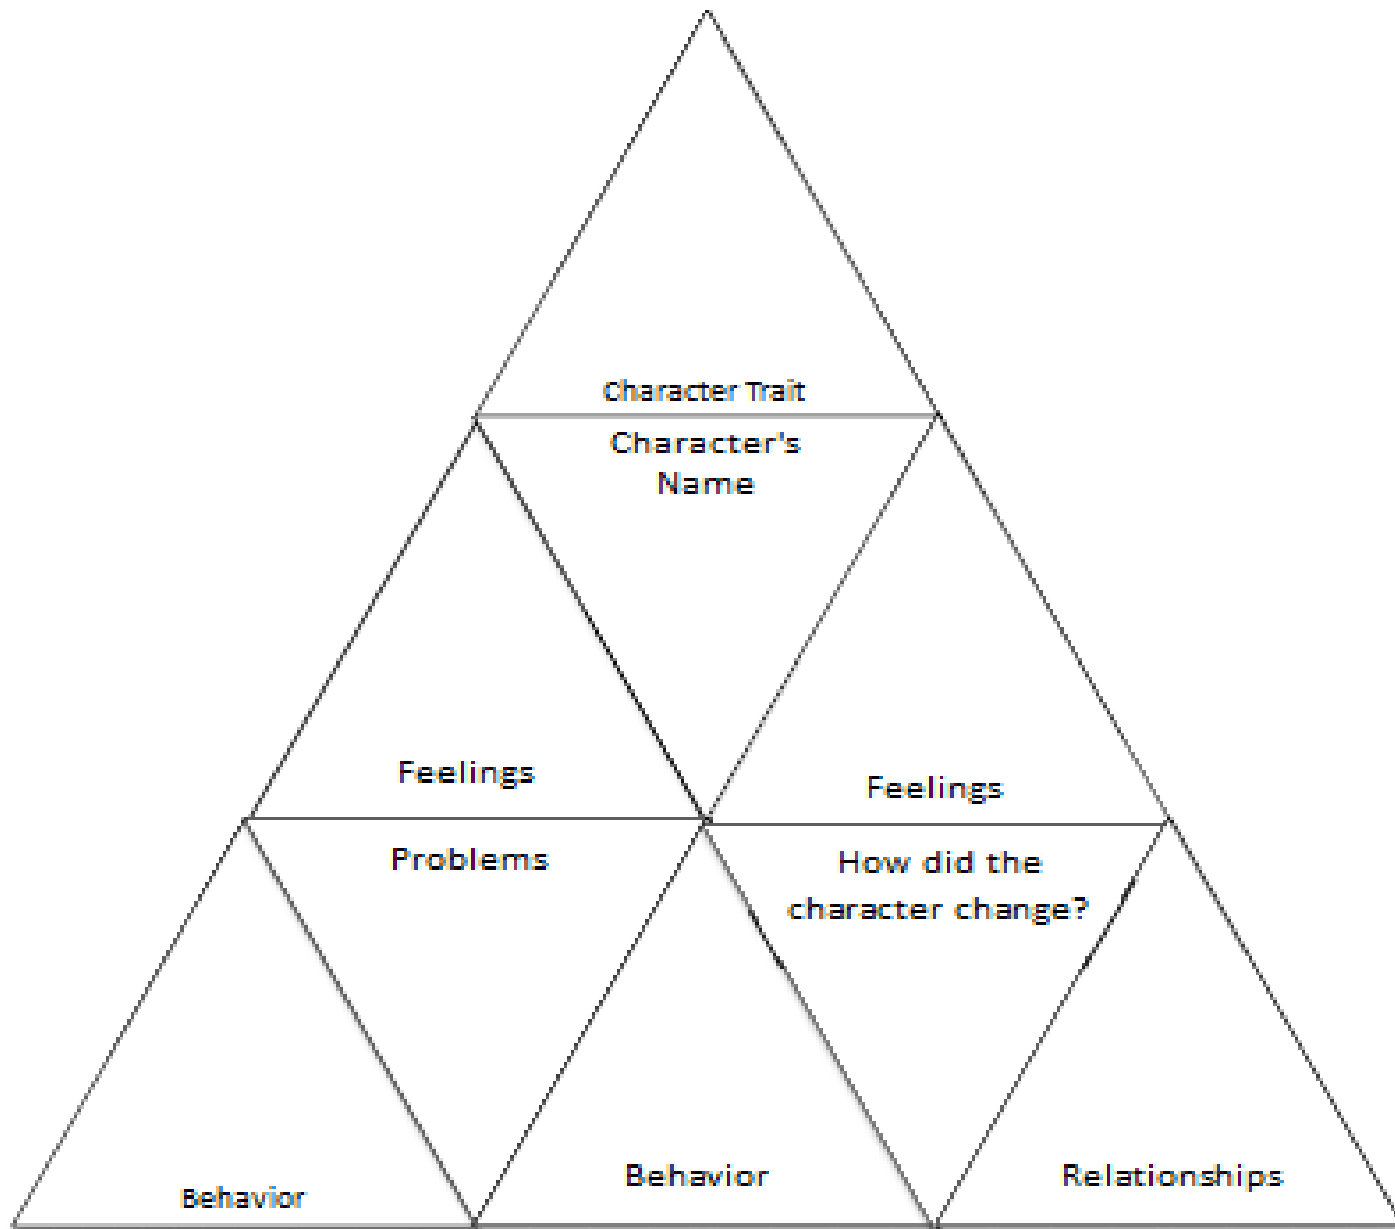 Character Trait
Character's
Name
Feelings
Feelings
Problems
How did the
character change?
Behavior
Behavior
Relationships